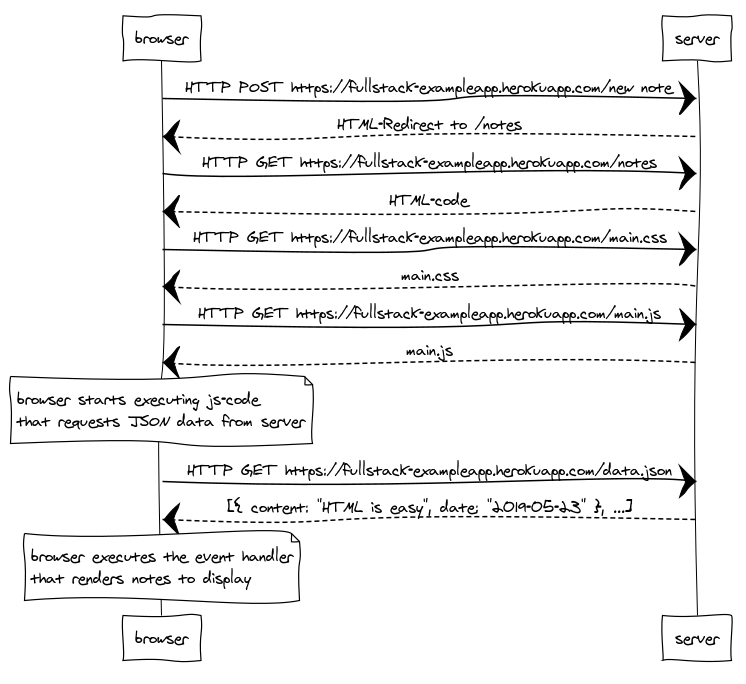 browser server
HTTP POST https://fullstack-exampleapp.herokuapp.com/new note
HTML-Redirect to /notes
HTTP GET https://fullstack-exampleapp.herokuapp.com/notes
HTML-code
HTTP GET https://fullstack-exampleapp.herokuapp.com/main.css
main.css
HTTP GET https://fullstack-exampleapp.herokuapp.com/main.js
main.js
browser starts executing js-code
that requests JSON data from server
HTTP GET https://fullstack-exampleapp.herokuapp.com/data.json
[{ content: "HTML is easy", date: "2019-05-23" }, ...]
browser executes the event handler
that renders notes to display
browser server